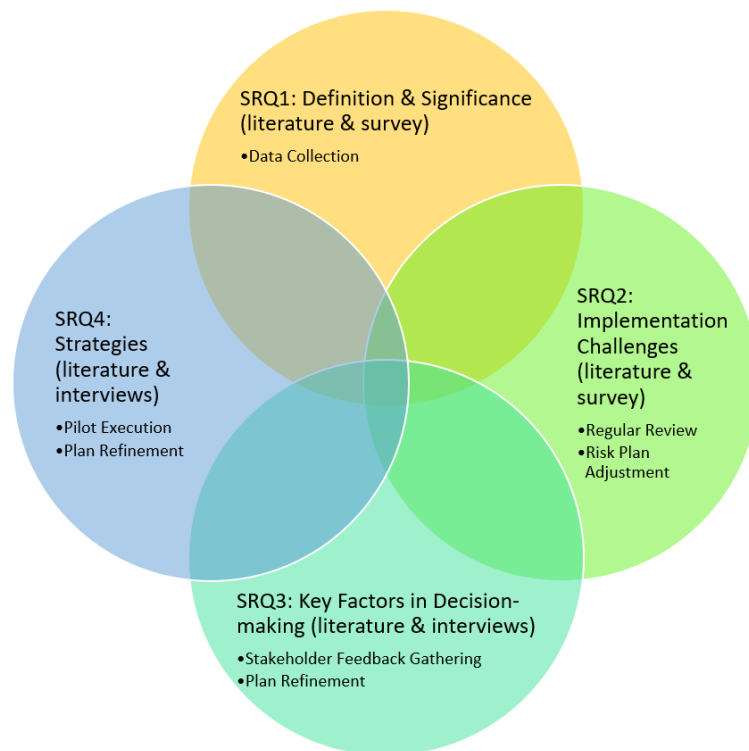 SRQ1: Definition & Significance
(literature & survey)
•Data Collection
SRQ2:
Implementation
Challenges
(literature &
survey)
•Regular Review
•Risk Plan
Adjustment
SRQ4:
Strategies
(literature &
interviews)
•Pilot Execution
•Plan Refinement
SRQ3: Key Factors in Decision-
making (literature & interviews)
•Stakeholder Feedback Gathering
•Plan Refinement